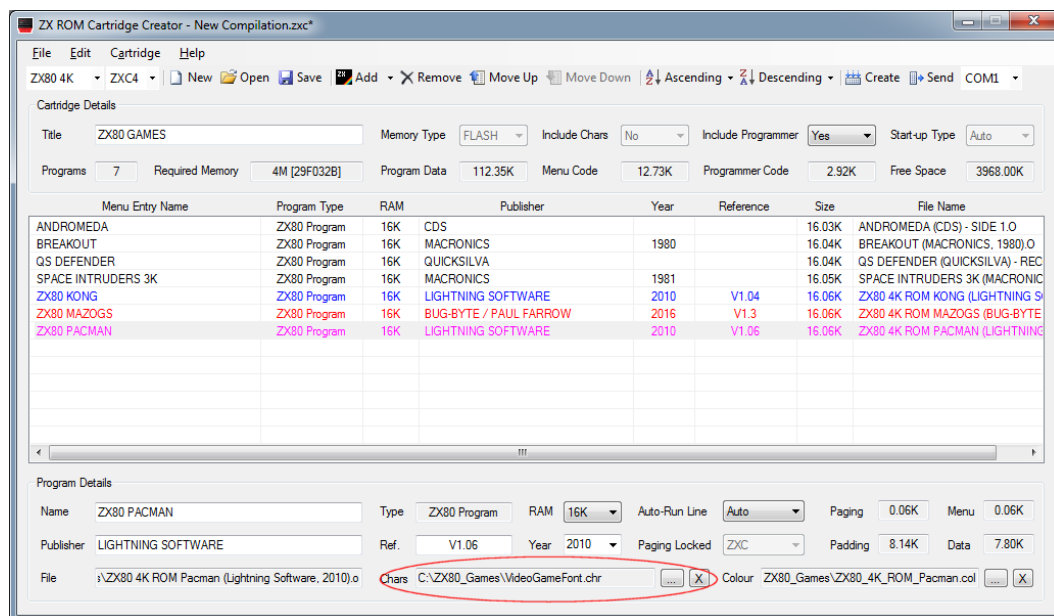 ZX ROM Cartridge Creator - New Compilation.zxc*
File Edit Cartridge Help
ZX80 4K ZXC4 New Open Save Add Remove Move Up Move Down Ascending Descending Create Send COM1
Cartridge Details
Title ZX80 GAMES Memory Type FLASH Include Chars No Include Programmer Yes Start-up Type Auto
Programs 7 Required Memory 4M [29F032B] Program Data 112.35K Menu Code 12.73K Programmer Code 2.92K Free Space 3968.00K
Menu Entry Name Program Type RAM Publisher Year Reference Size File Name
ANDROMEDA ZX80 Program 16K CDS 16.03K ANDROMEDA (CDS) - SIDE 1.O
BREAKOUT ZX80 Program 16K MACRONICS 1980 16.04K BREAKOUT (MACRONICS, 1980).O
QS DEFENDER ZX80 Program 16K QUICKSILVA 16.04K QS DEFENDER (QUICKSILVA) - REC
SPACE INTRUDERS 3K ZX80 Program 16K MACRONICS 1981 16.05K SPACE INTRUDERS 3K (MACRONIC
ZX80 KONG ZX80 Program 16K LIGHTNING SOFTWARE 2010 V1.04 16.06K ZX80 4K ROM KONG (LIGHTNING S
ZX80 MAZOGS ZX80 Program 16K BUG-BYTE / PAUL FARROW 2016 V1.3 16.06K ZX80 4K ROM MAZOGS (BUG-BYTE
ZX80 PACMAN ZX80 Program 16K LIGHTNING SOFTWARE 2010 V1.06 16.06K ZX80 4K ROM PACMAN (LIGHTNING
Program Details
Name ZX80 PACMAN Type ZX80 Program RAM 16K Auto-Run Line Auto Paging 0.06K Menu 0.06K
Publisher LIGHTNING SOFTWARE Ref. V1.06 Year 2010 Paging Locked ZXC Padding 8.14K Data 7.80K
File s\ZX80 4K ROM Pacman (Lightning Software, 2010).o Chars C:\ZX80_Games\VideoGameFont.chr ... X Colour ZX80_Games\ZX80_4K_ROM_Pacman.col ... X